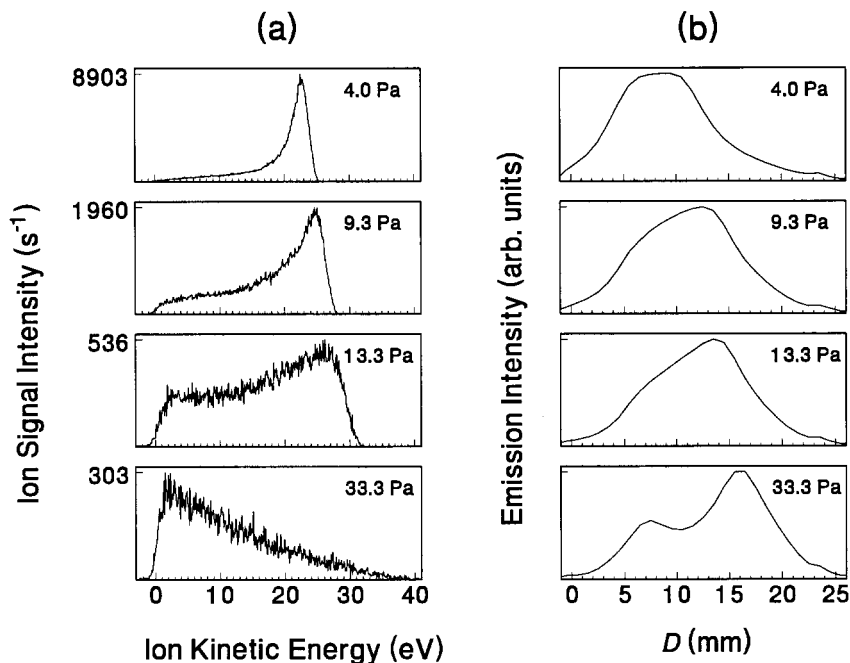 (a)
(b)
Ion Signal Intensity (s⁻¹)
8903
4.0 Pa
1960
9.3 Pa
536
13.3 Pa
303
33.3 Pa
0 10 20 30 40
Ion Kinetic Energy (eV)
Emission Intensity (arb. units)
4.0 Pa
9.3 Pa
13.3 Pa
33.3 Pa
0 5 10 15 20 25
D (mm)